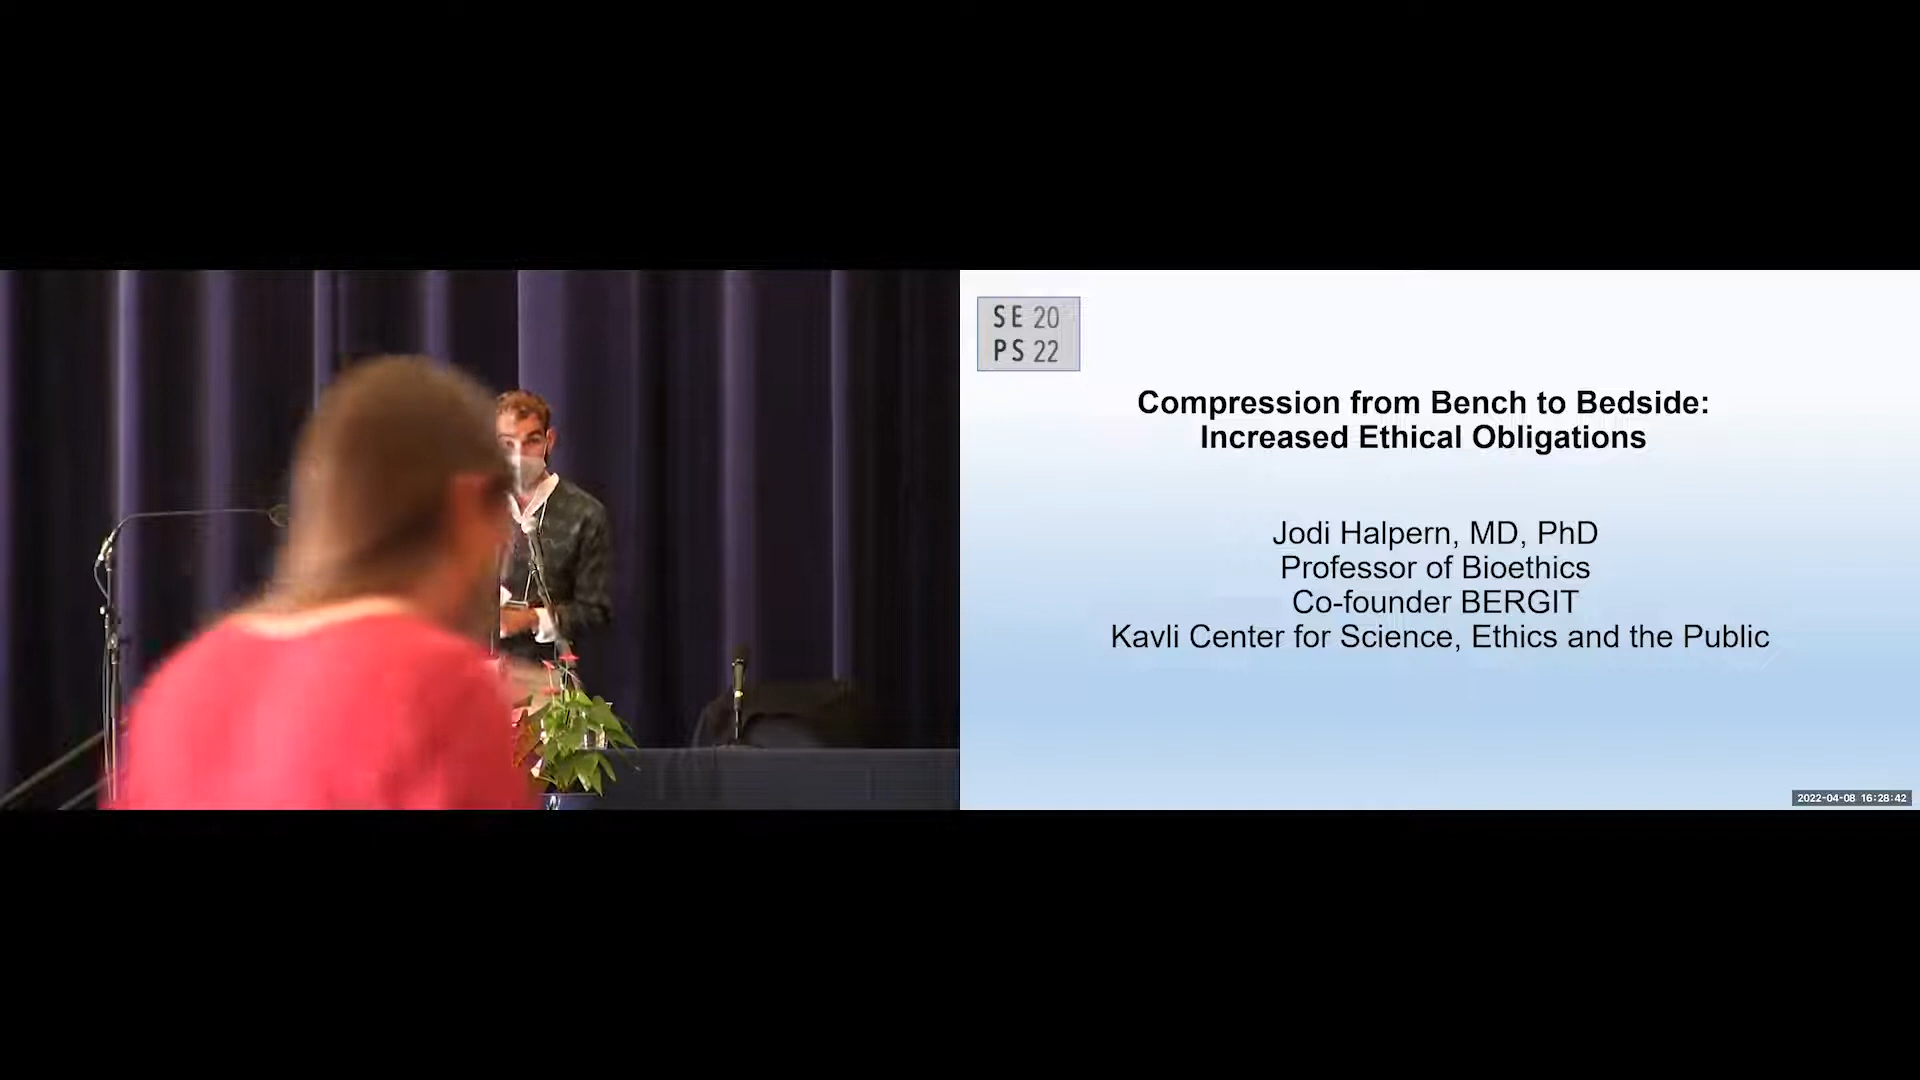 SE 20
PS 22
Compression from Bench to Bedside:
Increased Ethical Obligations
Jodi Halpern, MD, PhD
Professor of Bioethics
Co-founder BERGIT
Kavli Center for Science, Ethics and the Public
2022-04-08 16:28:42